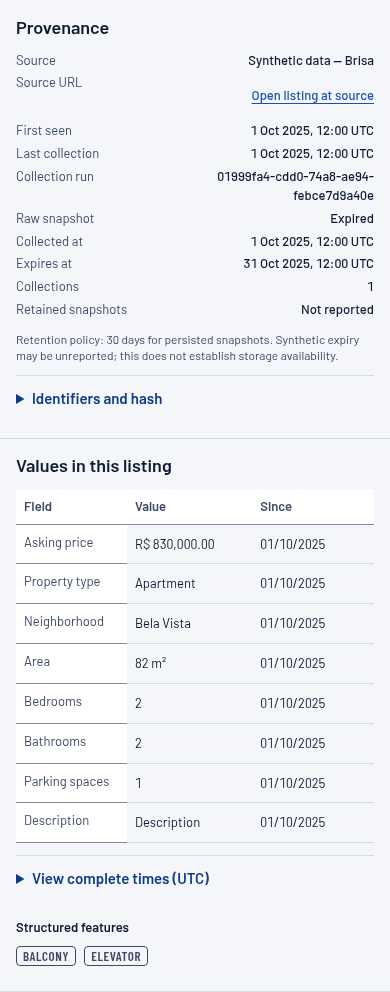 Provenance
Source Synthetic data — Brisa
Source URL
Open listing at source
First seen 1 Oct 2025, 12:00 UTC
Last collection 1 Oct 2025, 12:00 UTC
Collection run 01999fa4-cdd0-74a8-ae94-
febce7d9a40e
Raw snapshot Expired
Collected at 1 Oct 2025, 12:00 UTC
Expires at 31 Oct 2025, 12:00 UTC
Collections 1
Retained snapshots Not reported
Retention policy: 30 days for persisted snapshots. Synthetic expiry
may be unreported; this does not establish storage availability.
Identifiers and hash
Values in this listing
Field Value Since
Asking price R$ 830,000.00 01/10/2025
Property type Apartment 01/10/2025
Neighborhood Bela Vista 01/10/2025
Area 82 m² 01/10/2025
Bedrooms 2 01/10/2025
Bathrooms 2 01/10/2025
Parking spaces 1 01/10/2025
Description Description 01/10/2025
View complete times (UTC)
Structured features
BALCONY ELEVATOR